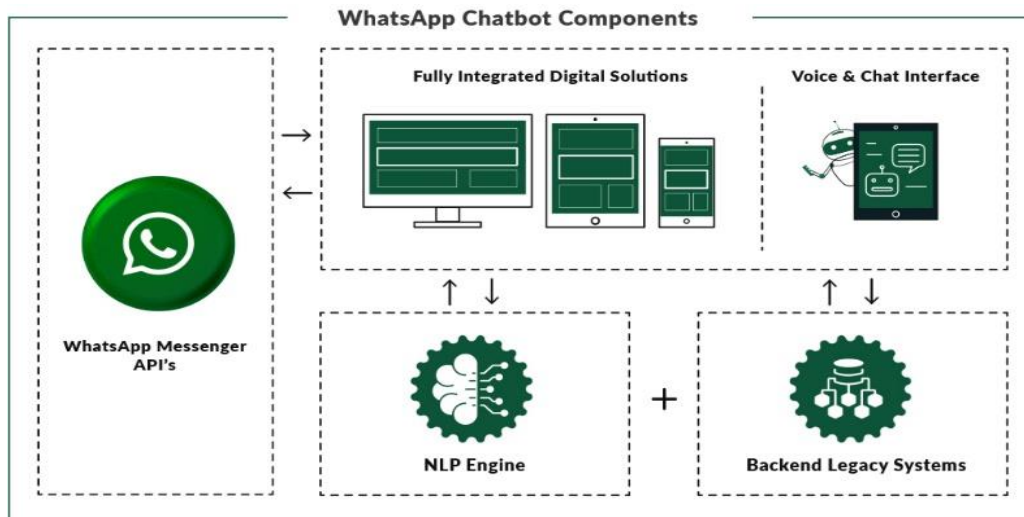 WhatsApp Chatbot Components
Fully Integrated Digital Solutions
Voice & Chat Interface
WhatsApp Messenger
API's
NLP Engine
+
Backend Legacy Systems